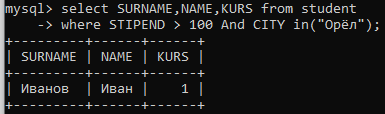 mysql> select SURNAME,NAME,KURS from student
    -> where STIPEND > 100 And CITY in("Орёл");
+---------+------+------+
| SURNAME | NAME | KURS |
+---------+------+------+
| Иванов  | Иван |    1 |
+---------+------+------+